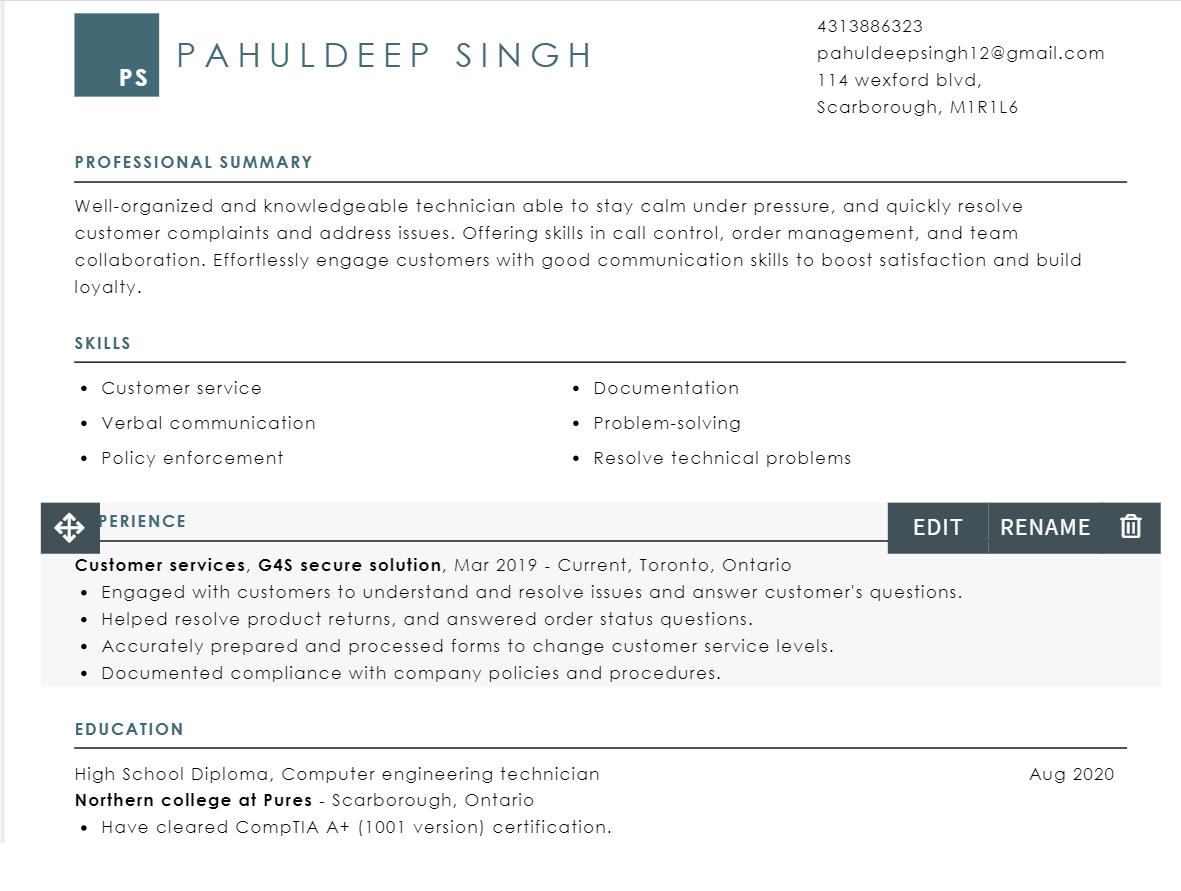 PS
PAHULDEEP SINGH
4313886323
pahuldeepsingh12@gmail.com
114 wexford blvd,
Scarborough, M1R1L6
PROFESSIONAL SUMMARY
Well-organized and knowledgeable technician able to stay calm under pressure, and quickly resolve
customer complaints and address issues. Offering skills in call control, order management, and team
collaboration. Effortlessly engage customers with good communication skills to boost satisfaction and build
loyalty.
SKILLS
• Customer service
• Verbal communication
• Policy enforcement
• Documentation
• Problem-solving
• Resolve technical problems
PERIENCE
EDIT RENAME
Customer services, G4S secure solution, Mar 2019 - Current, Toronto, Ontario
• Engaged with customers to understand and resolve issues and answer customer's questions.
• Helped resolve product returns, and answered order status questions.
• Accurately prepared and processed forms to change customer service levels.
• Documented compliance with company policies and procedures.
EDUCATION
High School Diploma, Computer engineering technician Aug 2020
Northern college at Pures - Scarborough, Ontario
• Have cleared CompTIA A+ (1001 version) certification.